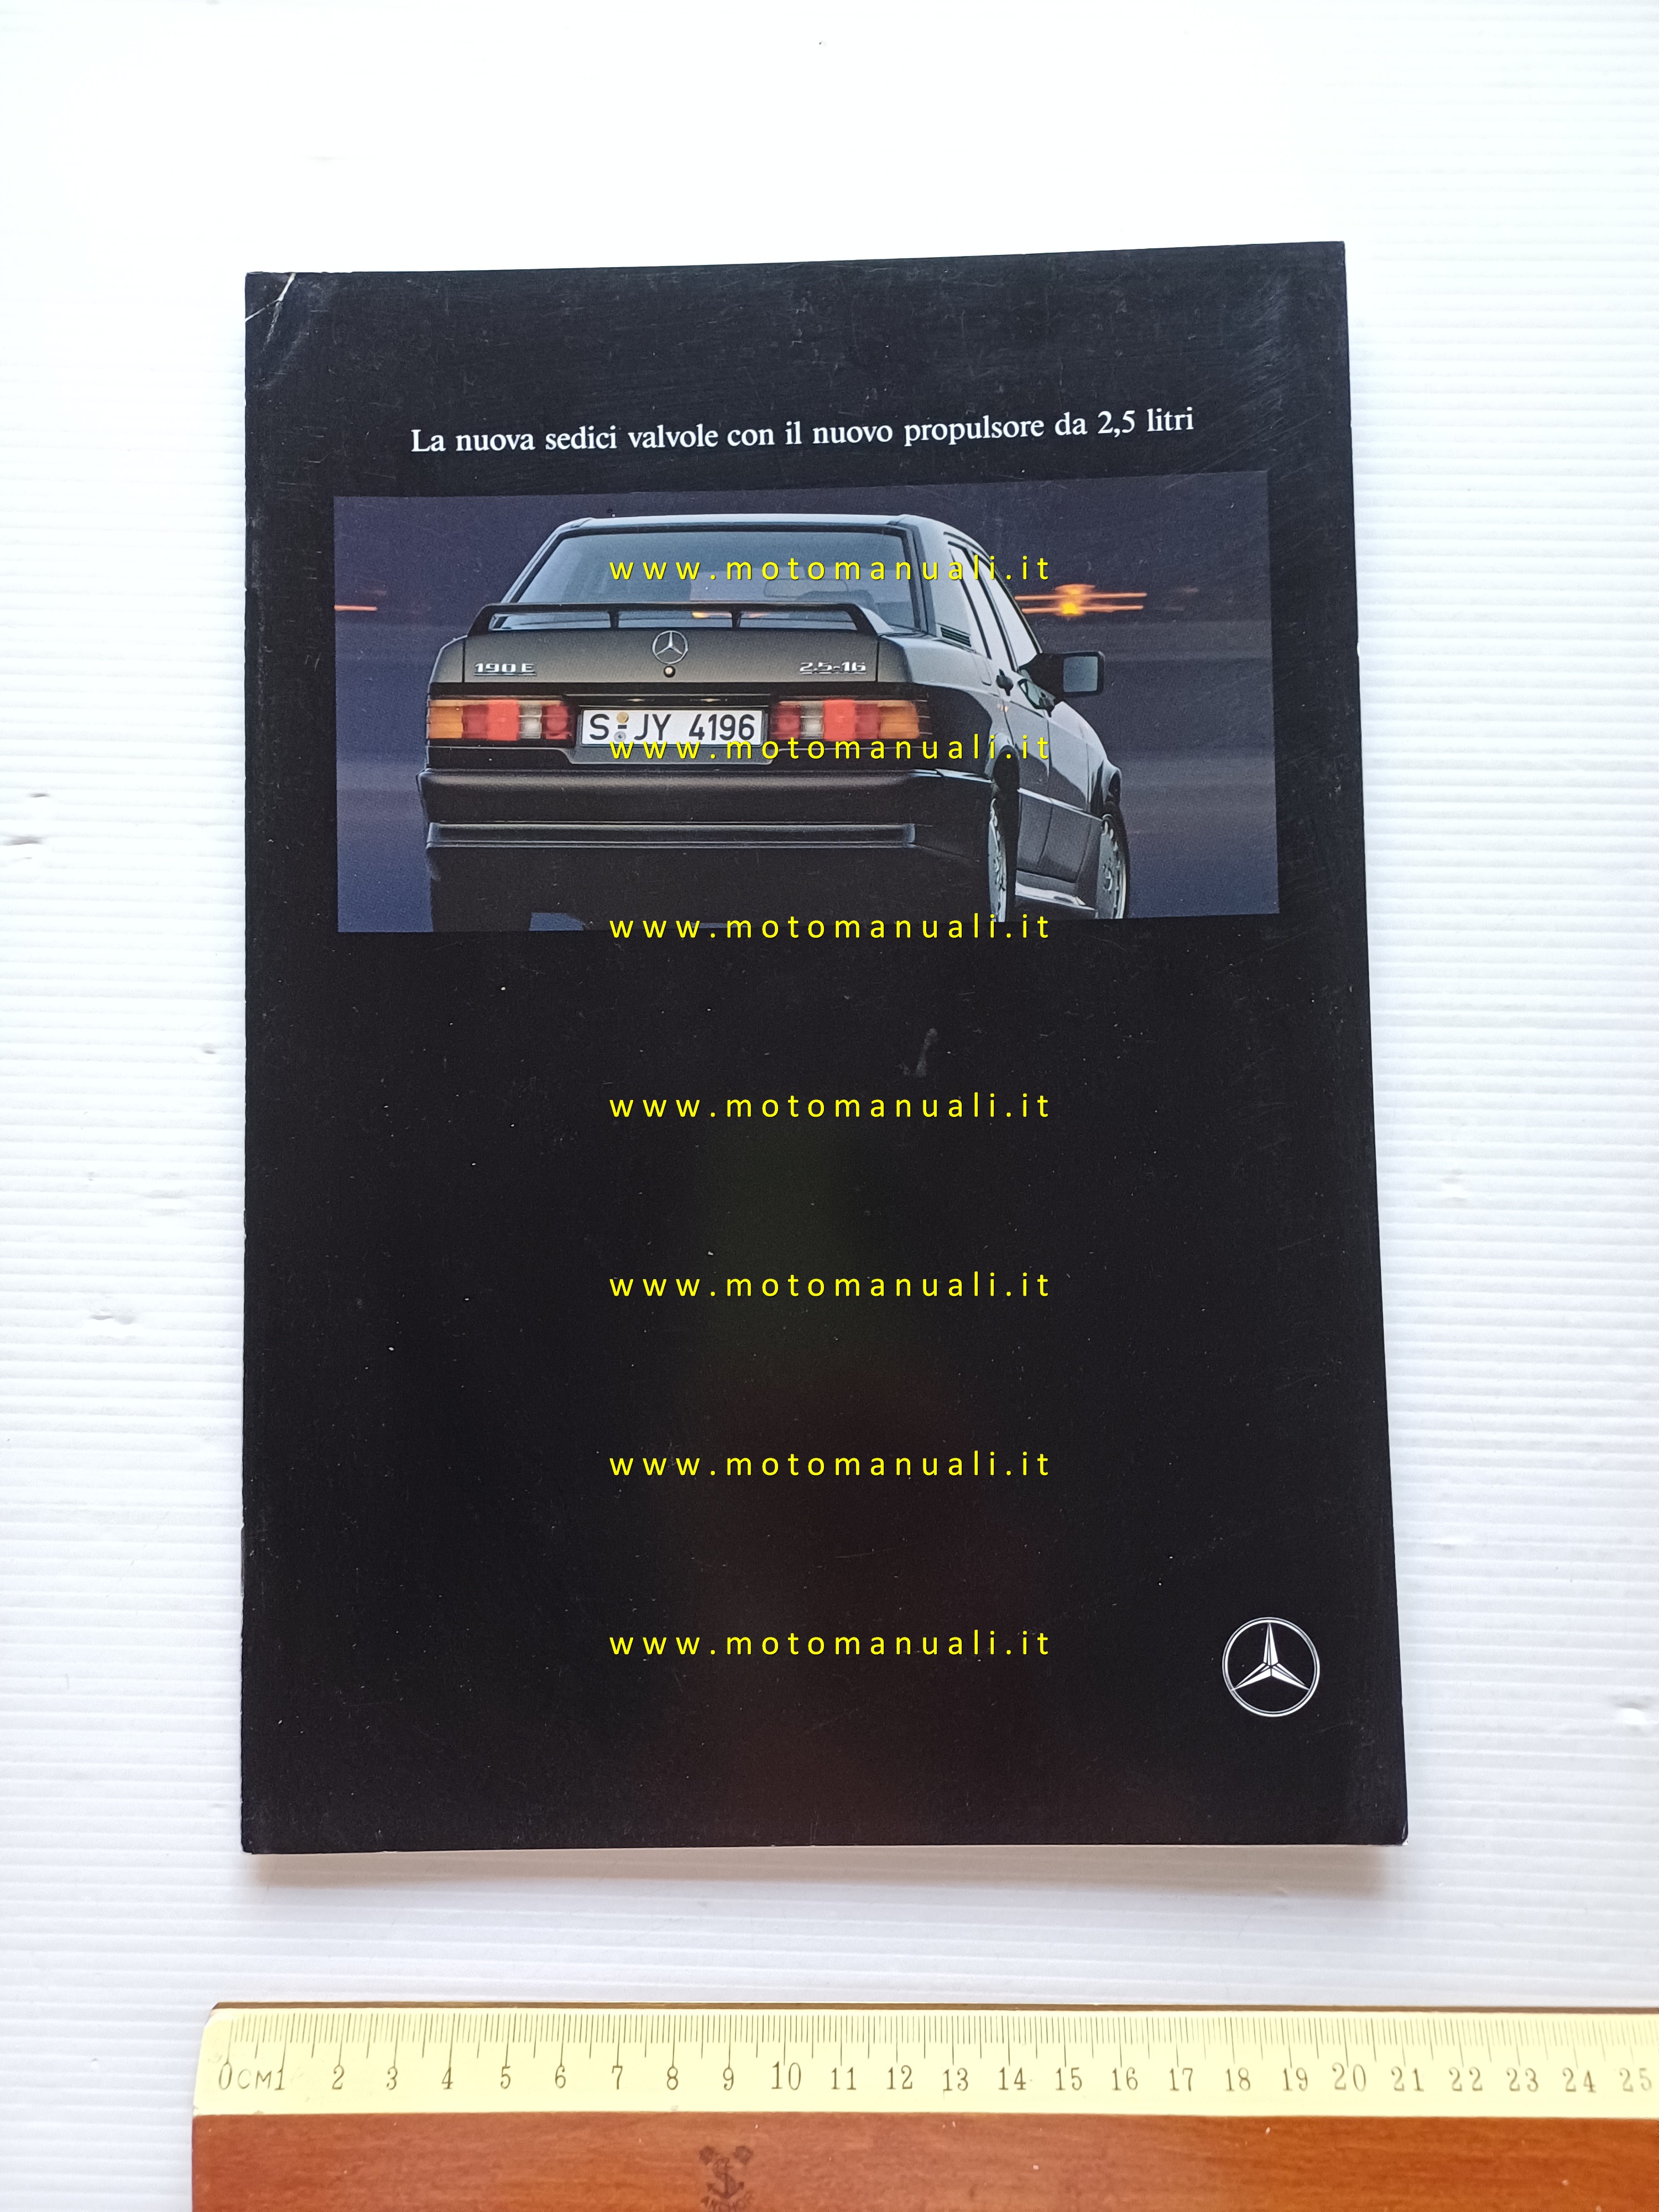 La nuova sedici valvole con il nuovo propulsore da 2,5 litri
www.motomanuali.it
190 E 2.5-16
S JY 4196
www.motomanuali.it
www.motomanuali.it
www.motomanuali.it
www.motomanuali.it
www.motomanuali.it
www.motomanuali.it
0 CM 1 2 3 4 5 6 7 8 9 10 11 12 13 14 15 16 17 18 19 20 21 22 23 24 25